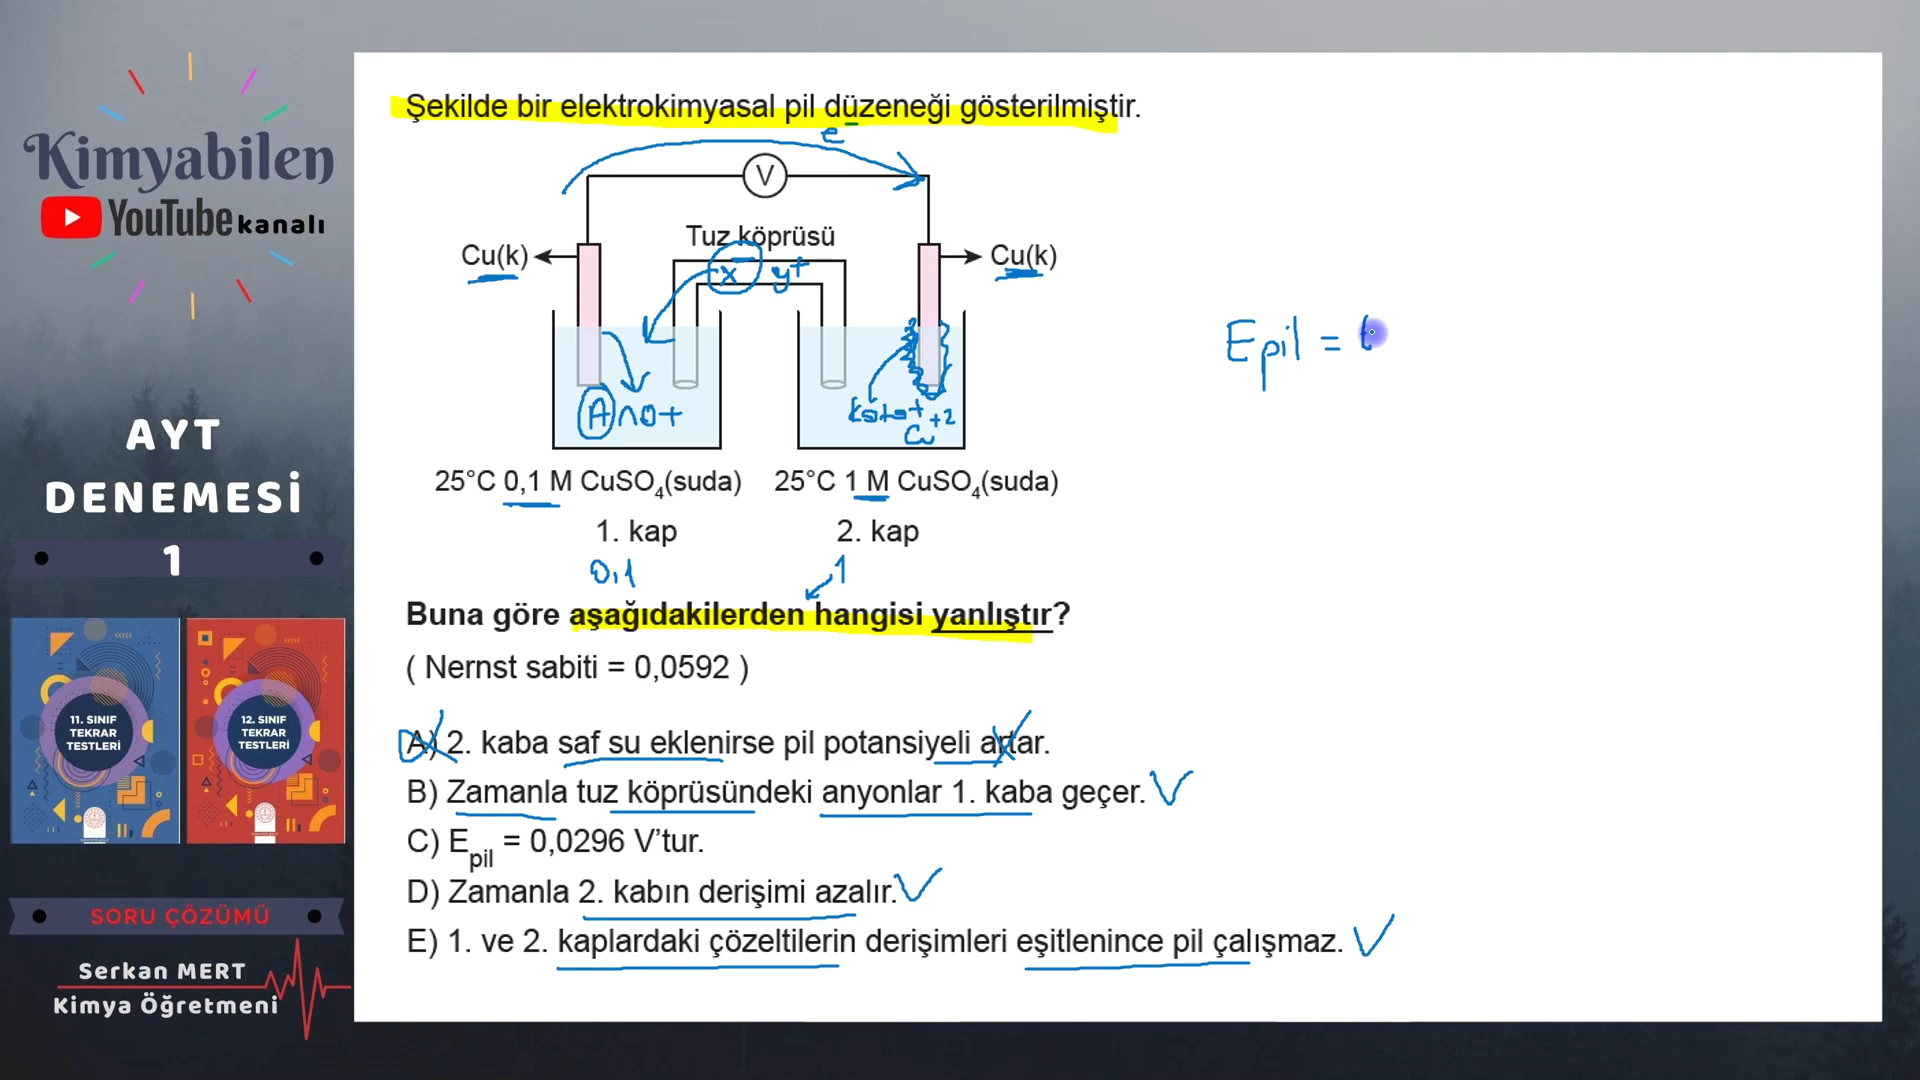 Kimyabilen
YouTube kanalı
AYT
DENEMESİ
1
11. SINIF
TEKRAR
TESTLERİ
12. SINIF
TEKRAR
TESTLERİ
SORU ÇÖZÜMÜ
Serkan MERT
Kimya Öğretmeni
Şekilde bir elektrokimyasal pil düzeneği gösterilmiştir.
e⁻
V
Tuz köprüsü
Cu(k)
Cu(k)
x⁻ y⁺
Anot
Katot
Cu⁺²
25°C 0,1 M CuSO₄(suda)
25°C 1 M CuSO₄(suda)
1. kap
2. kap
0,1
1
Epil =
Buna göre aşağıdakilerden hangisi yanlıştır?
( Nernst sabiti = 0,0592 )
A) 2. kaba saf su eklenirse pil potansiyeli artar.
B) Zamanla tuz köprüsündeki anyonlar 1. kaba geçer.
C) Epil = 0,0296 V’tur.
D) Zamanla 2. kabın derişimi azalır.
E) 1. ve 2. kaplardaki çözeltilerin derişimleri eşitlenince pil çalışmaz.